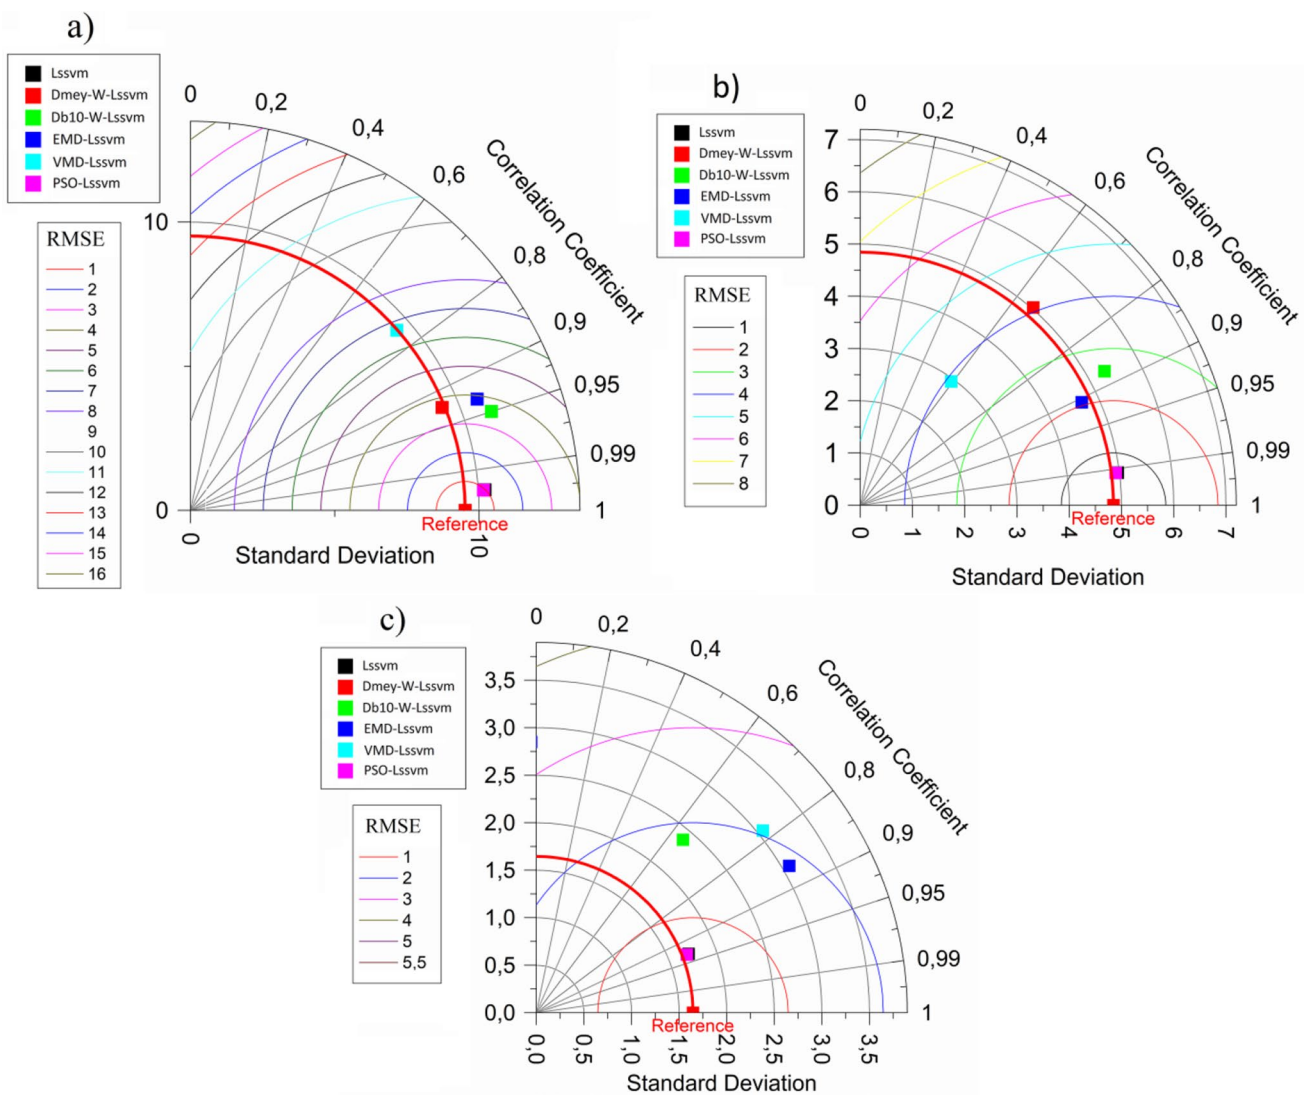 a)
Lssvm
Dmey-W-Lssvm
Db10-W-Lssvm
EMD-Lssvm
VMD-Lssvm
PSO-Lssvm
RMSE
1
2
3
4
5
6
7
8
9
10
11
12
13
14
15
16
0
0,2
0,4
0,6
0,8
0,9
0,95
0,99
1
Correlation Coefficient
10
0
0
10
Reference
Standard Deviation
b)
Lssvm
Dmey-W-Lssvm
Db10-W-Lssvm
EMD-Lssvm
VMD-Lssvm
PSO-Lssvm
RMSE
1
2
3
4
5
6
7
8
0
0,2
0,4
0,6
0,8
0,9
0,95
0,99
1
Correlation Coefficient
7
6
5
4
3
2
1
0
0
1
2
3
4
5
6
7
Reference
Standard Deviation
c)
Lssvm
Dmey-W-Lssvm
Db10-W-Lssvm
EMD-Lssvm
VMD-Lssvm
PSO-Lssvm
RMSE
1
2
3
4
5
5,5
0
0,2
0,4
0,6
0,8
0,9
0,95
0,99
1
Correlation Coefficient
3,5
3,0
2,5
2,0
1,5
1,0
0,5
0,0
0,0
0,5
1,0
1,5
2,0
2,5
3,0
3,5
Reference
Standard Deviation